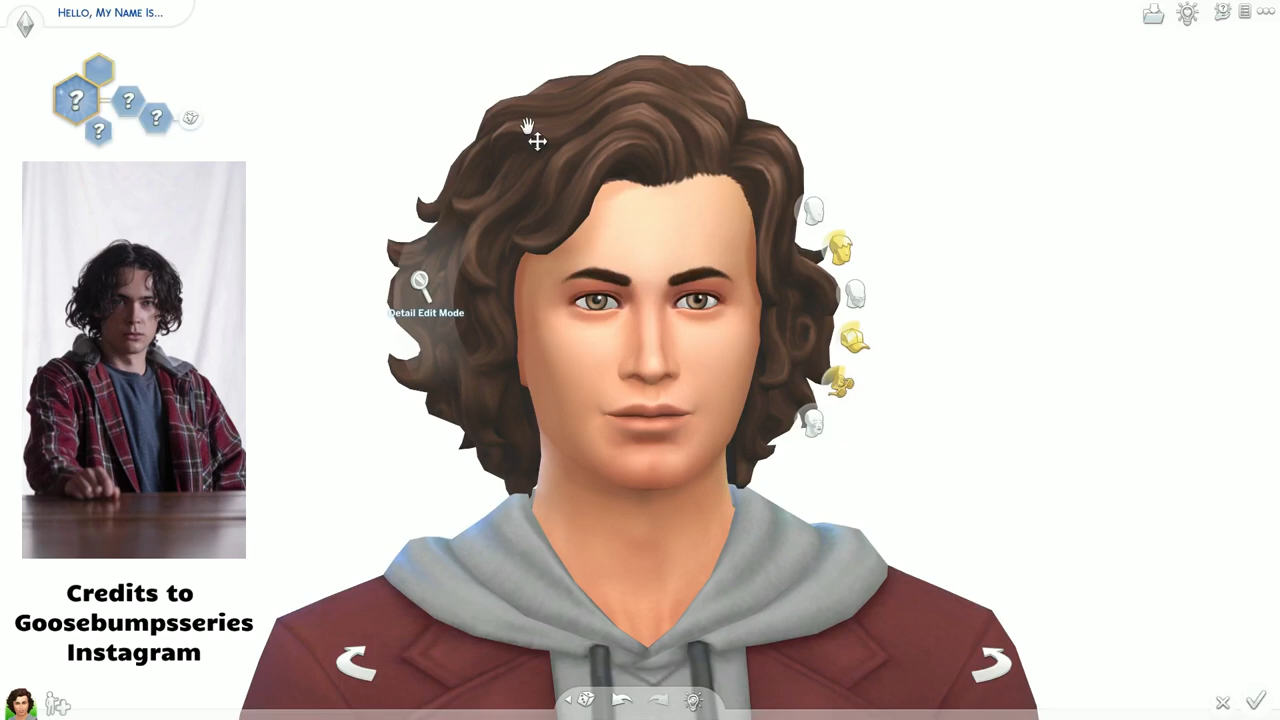 Hello, My Name Is...
Detail Edit Mode
Credits to
Goosebumpsseries
Instagram